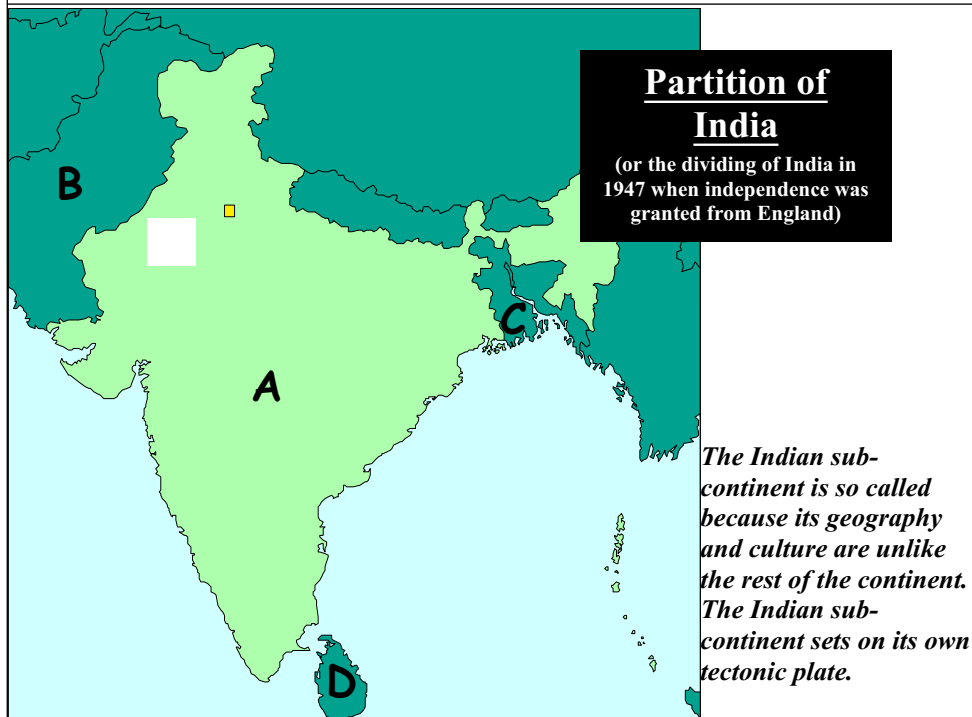 Partition of
India
(or the dividing of India in
1947 when independence was
granted from England)
B
C
A
D
The Indian sub-
continent is so called
because its geography
and culture are unlike
the rest of the continent.
The Indian sub-
continent sets on its own
tectonic plate.